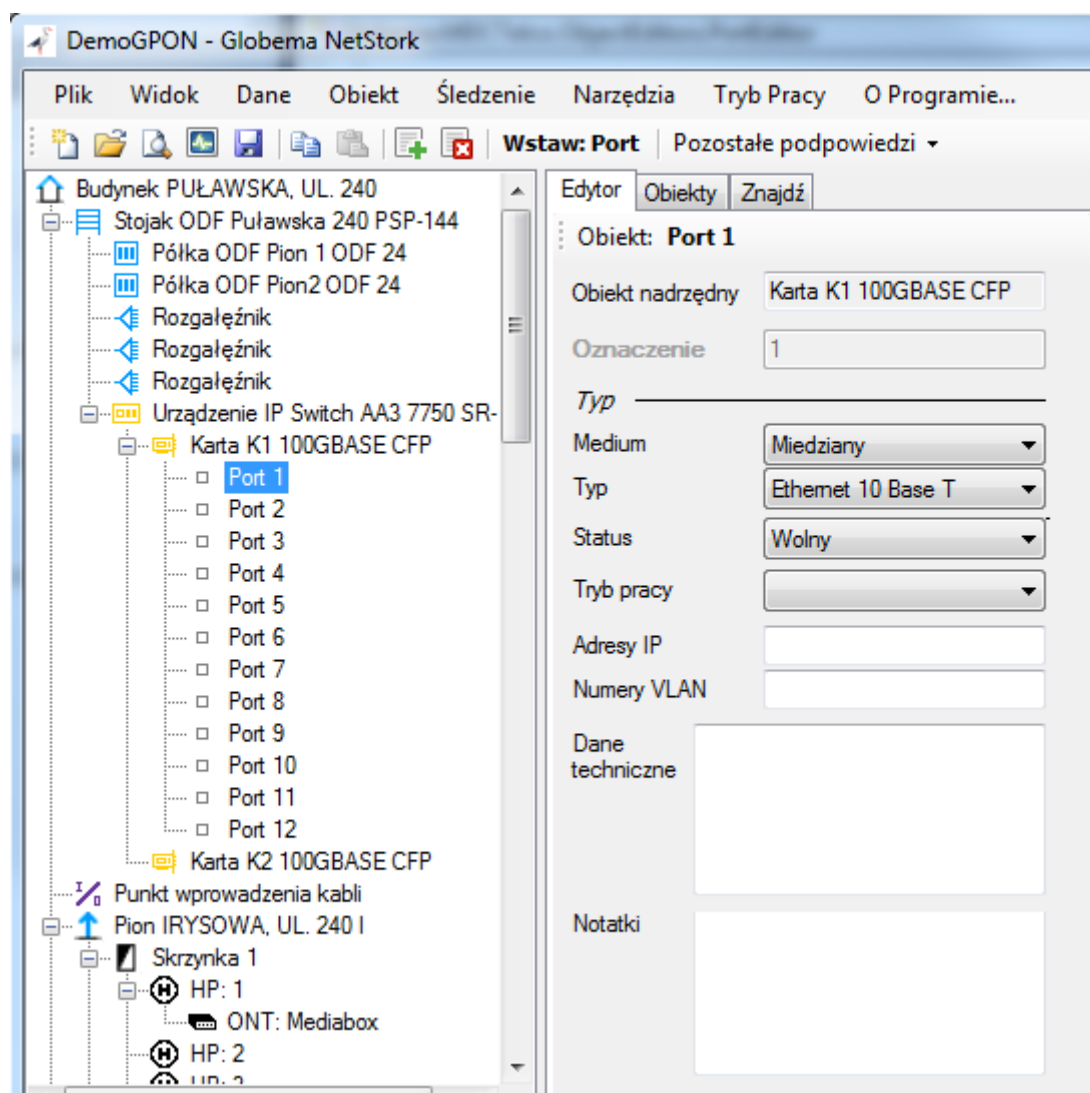 DemoGPON - Globema NetStork
Plik Widok Dane Obiekt Śledzenie Narzędzia Tryb Pracy O Programie...
Wstaw: Port Pozostałe podpowiedzi
Budynek PUŁAWSKA, UL. 240
Stojak ODF Puławska 240 PSP-144
Półka ODF Pion 1 ODF 24
Półka ODF Pion2 ODF 24
Rozgałęźnik
Rozgałęźnik
Rozgałęźnik
Urządzenie IP Switch AA3 7750 SR-
Karta K1 100GBASE CFP
Port 1
Port 2
Port 3
Port 4
Port 5
Port 6
Port 7
Port 8
Port 9
Port 10
Port 11
Port 12
Karta K2 100GBASE CFP
Punkt wprowadzenia kabli
Pion IRYSOWA, UL. 240 I
Skrzynka 1
HP: 1
ONT: Mediabox
HP: 2
Edytor Obiekty Znajdź
Obiekt: Port 1
Obiekt nadrzędny Karta K1 100GBASE CFP
Oznaczenie 1
Typ
Medium Miedziany
Typ Ethernet 10 Base T
Status Wolny
Tryb pracy
Adresy IP
Numery VLAN
Dane
techniczne
Notatki